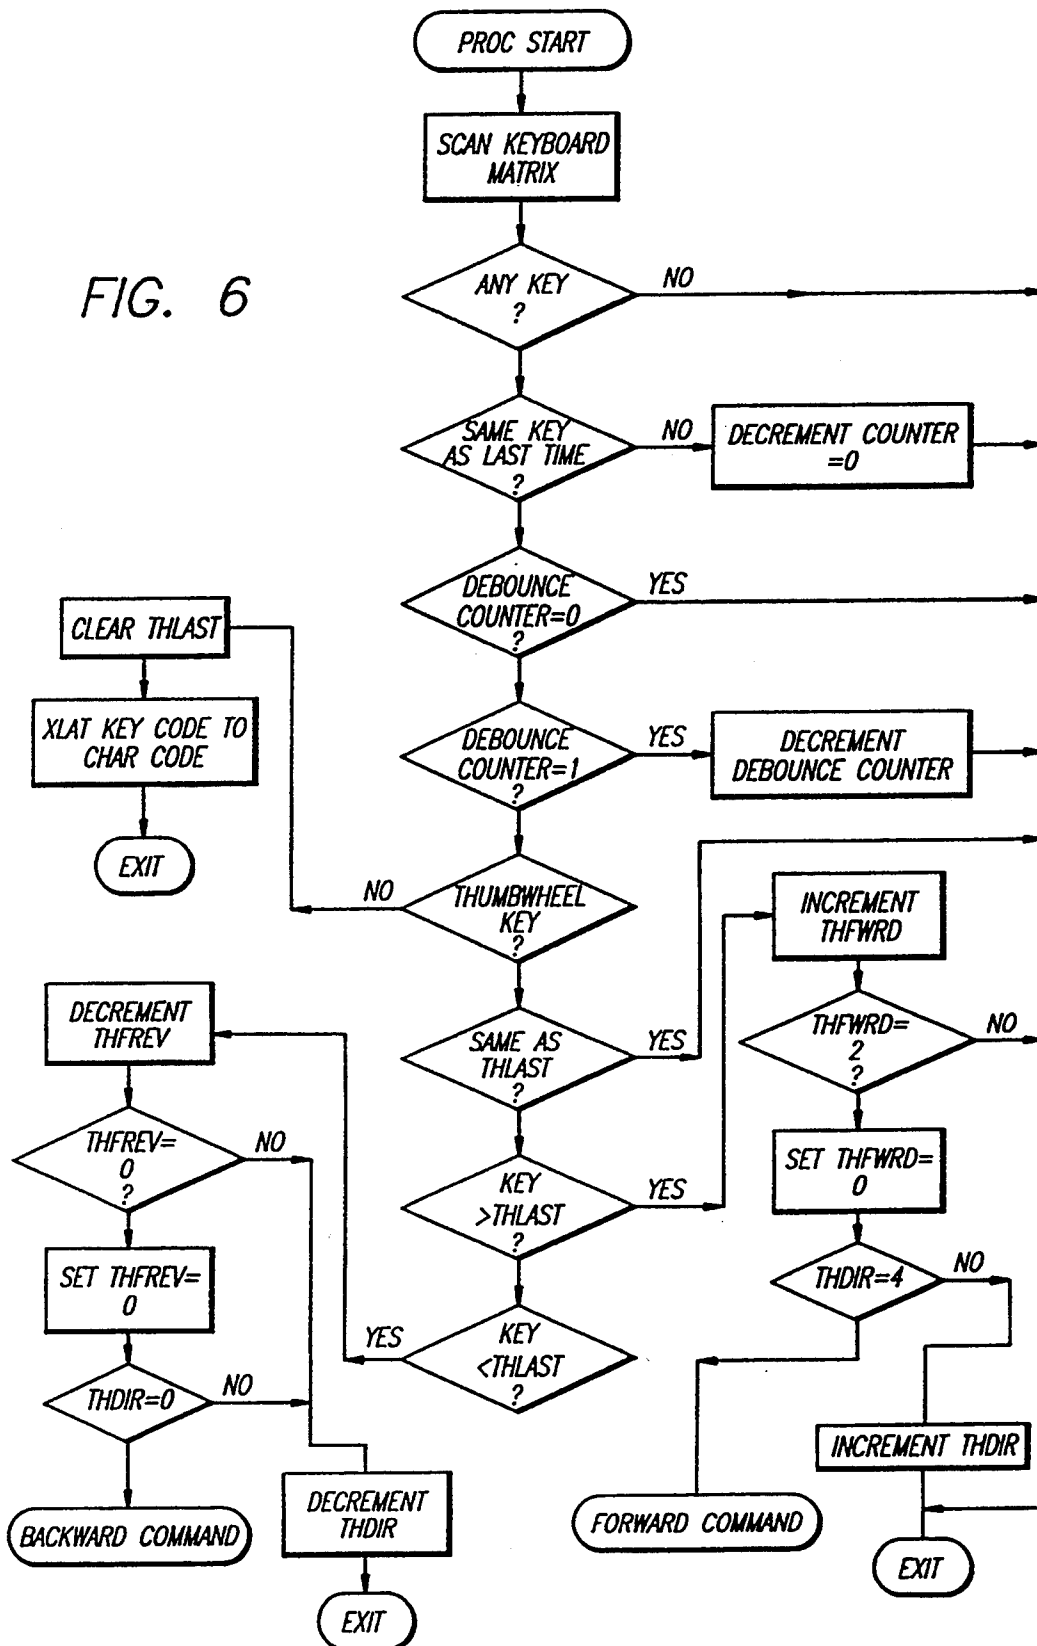 PROC START
SCAN KEYBOARD
MATRIX
FIG. 6
ANY KEY
?
NO
SAME KEY
AS LAST TIME
?
NO
DECREMENT COUNTER
=0
DEBOUNCE
COUNTER=0
?
YES
CLEAR THLAST
XLAT KEY CODE TO
CHAR CODE
EXIT
DEBOUNCE
COUNTER=1
?
YES
DECREMENT
DEBOUNCE COUNTER
THUMBWHEEL
KEY
?
NO
INCREMENT
THFWRD
THFWRD=
2
?
NO
SAME AS
THLAST
?
YES
DECREMENT
THFREV
THFREV=
0
?
NO
KEY
>THLAST
?
YES
SET THFWRD=
0
SET THFREV=
0
THDIR=4
NO
KEY
<THLAST
?
YES
THDIR=0
NO
INCREMENT THDIR
BACKWARD COMMAND
DECREMENT
THDIR
FORWARD COMMAND
EXIT
EXIT